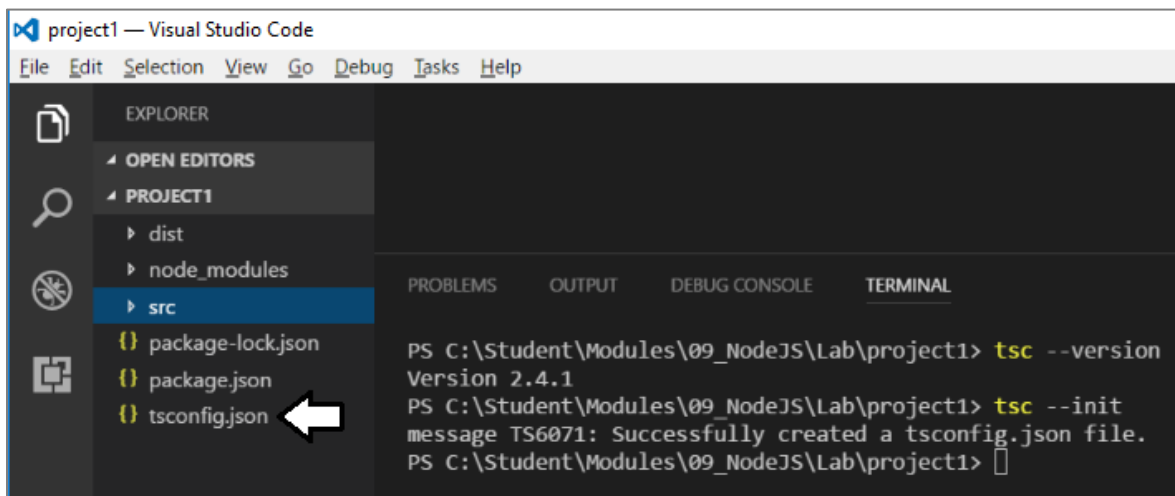 project1 — Visual Studio Code
File Edit Selection View Go Debug Tasks Help
EXPLORER
OPEN EDITORS
PROJECT1
dist
node_modules
src
{} package-lock.json
{} package.json
{} tsconfig.json
PROBLEMS OUTPUT DEBUG CONSOLE TERMINAL
PS C:\Student\Modules\09_NodeJS\Lab\project1> tsc --version
Version 2.4.1
PS C:\Student\Modules\09_NodeJS\Lab\project1> tsc --init
message TS6071: Successfully created a tsconfig.json file.
PS C:\Student\Modules\09_NodeJS\Lab\project1>